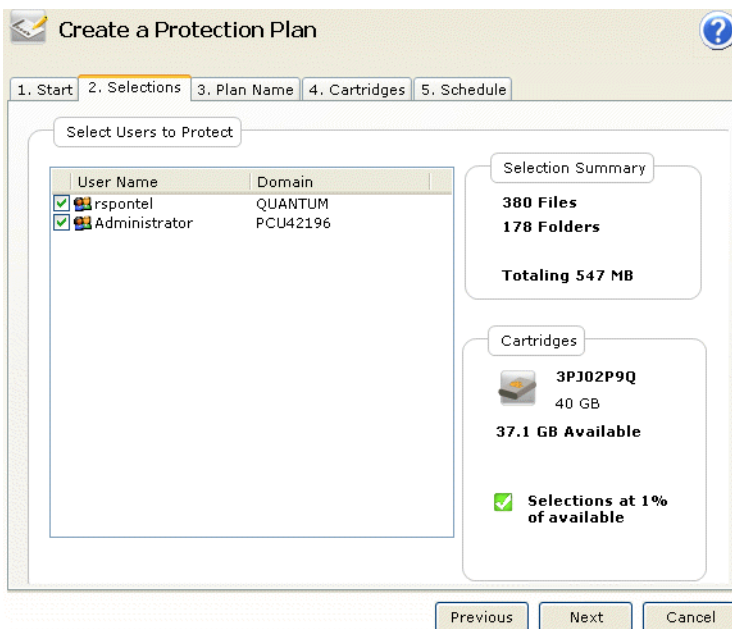 Create a Protection Plan
?
1. Start 2. Selections 3. Plan Name 4. Cartridges 5. Schedule
Select Users to Protect
User Name Domain
rspontel QUANTUM
Administrator PCU42196
Selection Summary
380 Files
178 Folders
Totaling 547 MB
Cartridges
3PJ02P9Q
40 GB
37.1 GB Available
Selections at 1%
of available
Previous Next Cancel